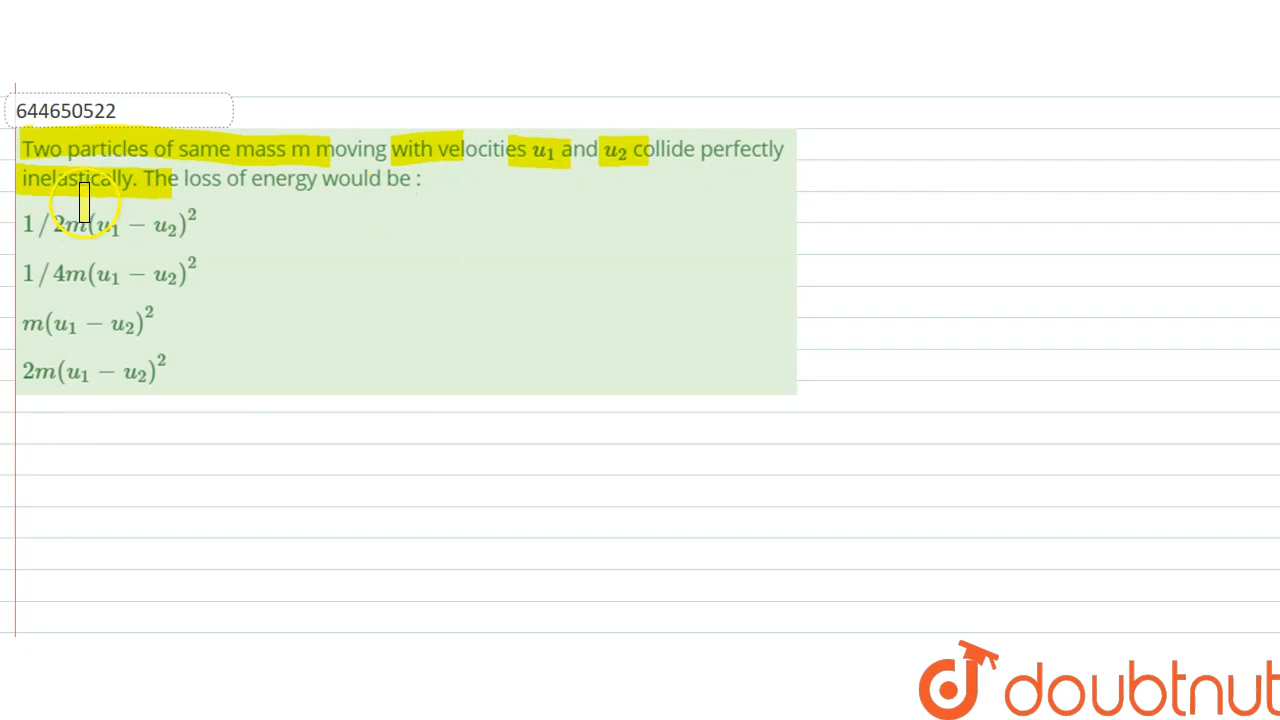 644650522
Two particles of same mass m moving with velocities u₁ and u₂ collide perfectly
inelastically. The loss of energy would be :
1/2m(u₁ − u₂)²
1/4m(u₁ − u₂)²
m(u₁ − u₂)²
2m(u₁ − u₂)²
doubtnut